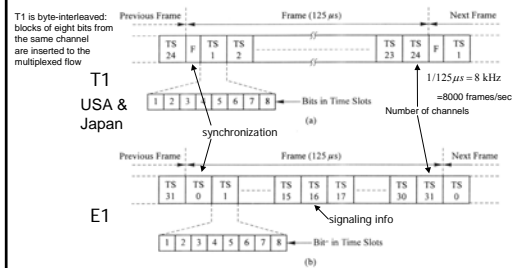 T1 is byte-interleaved:
blocks of eight bits from
the same channel
are inserted to the
multiplexed flow
Previous Frame
Frame (125 μs)
Next Frame
TS 24
F
TS 1
TS 2
TS 23
TS 24
F
TS 1
T1
USA &
Japan
1/125μs = 8 kHz
=8000 frames/sec
1 2 3 4 5 6 7 8
Bits in Time Slots
(a)
Number of channels
synchronization
Previous Frame
Frame (125 μs)
Next Frame
TS 31
TS 0
TS 1
TS 15
TS 16
TS 17
TS 30
TS 31
TS 0
E1
signaling info
1 2 3 4 5 6 7 8
Bit- in Time Slots
(b)